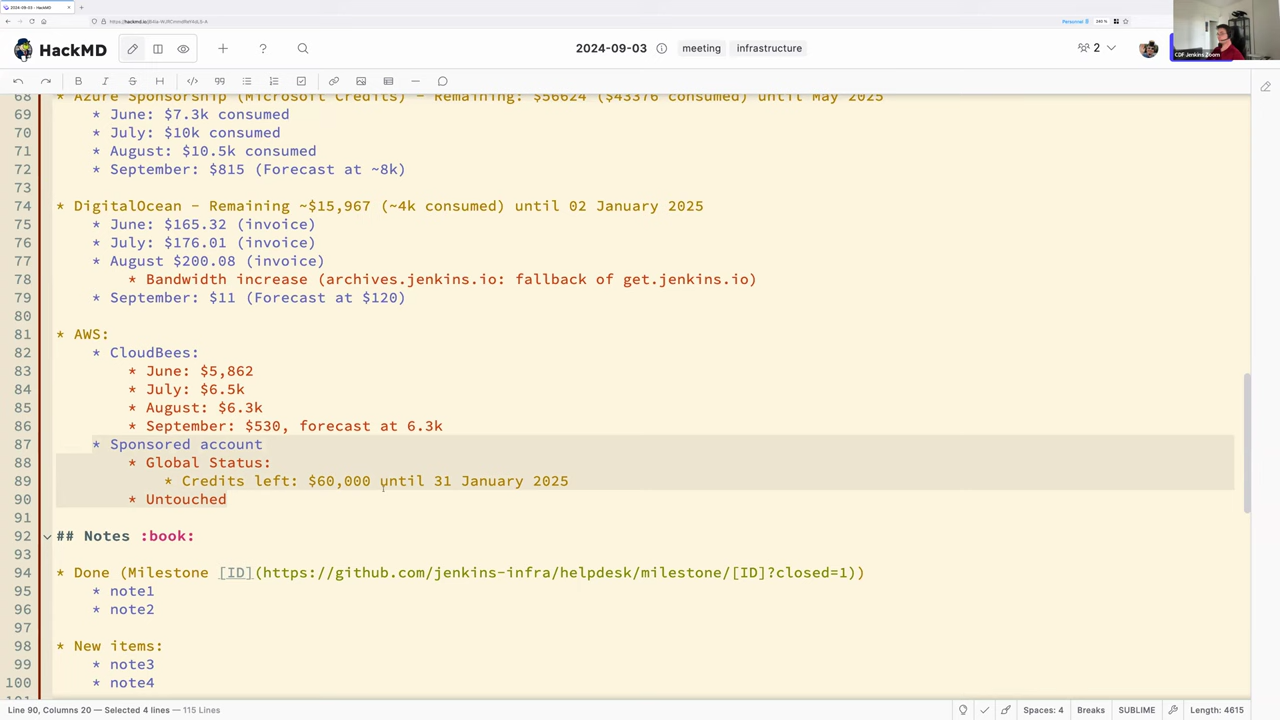 2024-09-03
HackMD
2024-09-03
meeting
infrastructure
2
CDF Jenkins Zoom
Personnel
240 %
B I S H
68 * Azure Sponsorship (Microsoft Credits) - Remaining: $56624 ($43376 consumed) until May 2025
69 * June: $7.3k consumed
70 * July: $10k consumed
71 * August: $10.5k consumed
72 * September: $815 (Forecast at ~8k)
73
74 * DigitalOcean - Remaining ~$15,967 (~4k consumed) until 02 January 2025
75 * June: $165.32 (invoice)
76 * July: $176.01 (invoice)
77 * August $200.08 (invoice)
78 * Bandwidth increase (archives.jenkins.io: fallback of get.jenkins.io)
79 * September: $11 (Forecast at $120)
80
81 * AWS:
82 * CloudBees:
83 * June: $5,862
84 * July: $6.5k
85 * August: $6.3k
86 * September: $530, forecast at 6.3k
87 * Sponsored account
88 * Global Status:
89 * Credits left: $60,000 until 31 January 2025
90 * Untouched
91
92 ## Notes :book:
93
94 * Done (Milestone [ID](https://github.com/jenkins-infra/helpdesk/milestone/[ID]?closed=1))
95 * note1
96 * note2
97
98 * New items:
99 * note3
100 * note4
Line 90, Columns 20 — Selected 4 lines — 115 Lines
Spaces: 4
Breaks
SUBLIME
Length: 4615